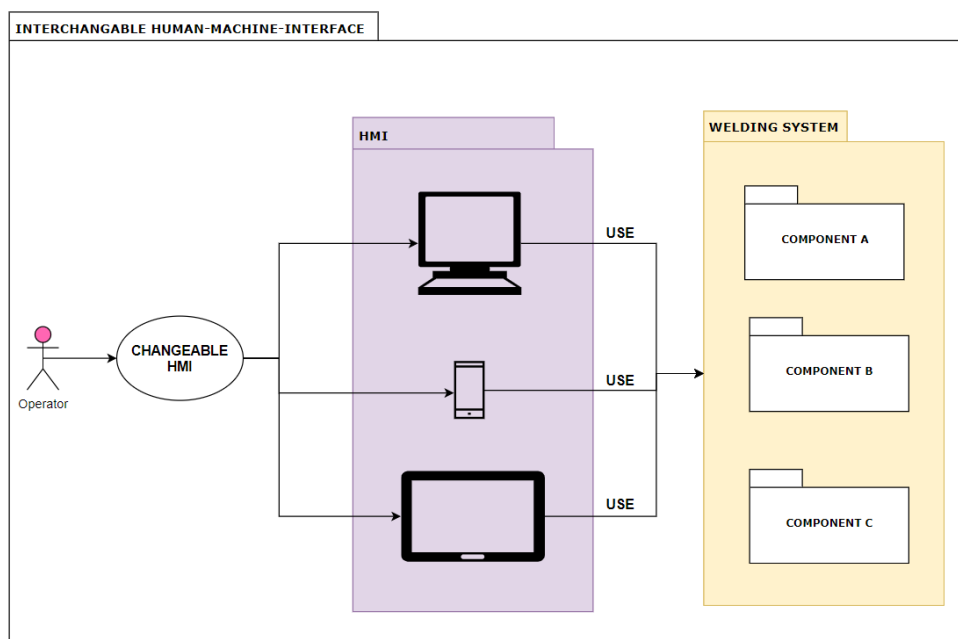 INTERCHANGABLE HUMAN-MACHINE-INTERFACE
HMI
WELDING SYSTEM
USE
COMPONENT A
CHANGEABLE
HMI
Operator
USE
COMPONENT B
USE
COMPONENT C